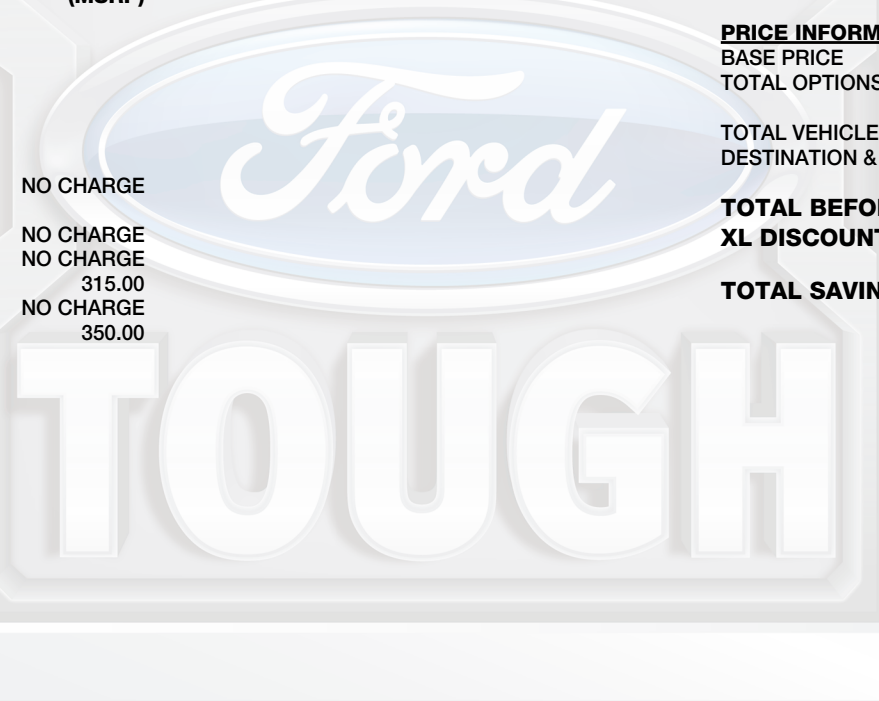 (MSRP)
NO CHARGE
NO CHARGE
NO CHARGE
315.00
NO CHARGE
350.00
PRICE INFORM
BASE PRICE
TOTAL OPTIONS
TOTAL VEHICLE
DESTINATION &
TOTAL BEFO
XL DISCOUNT
TOTAL SAVIN
Ford
TOUGH